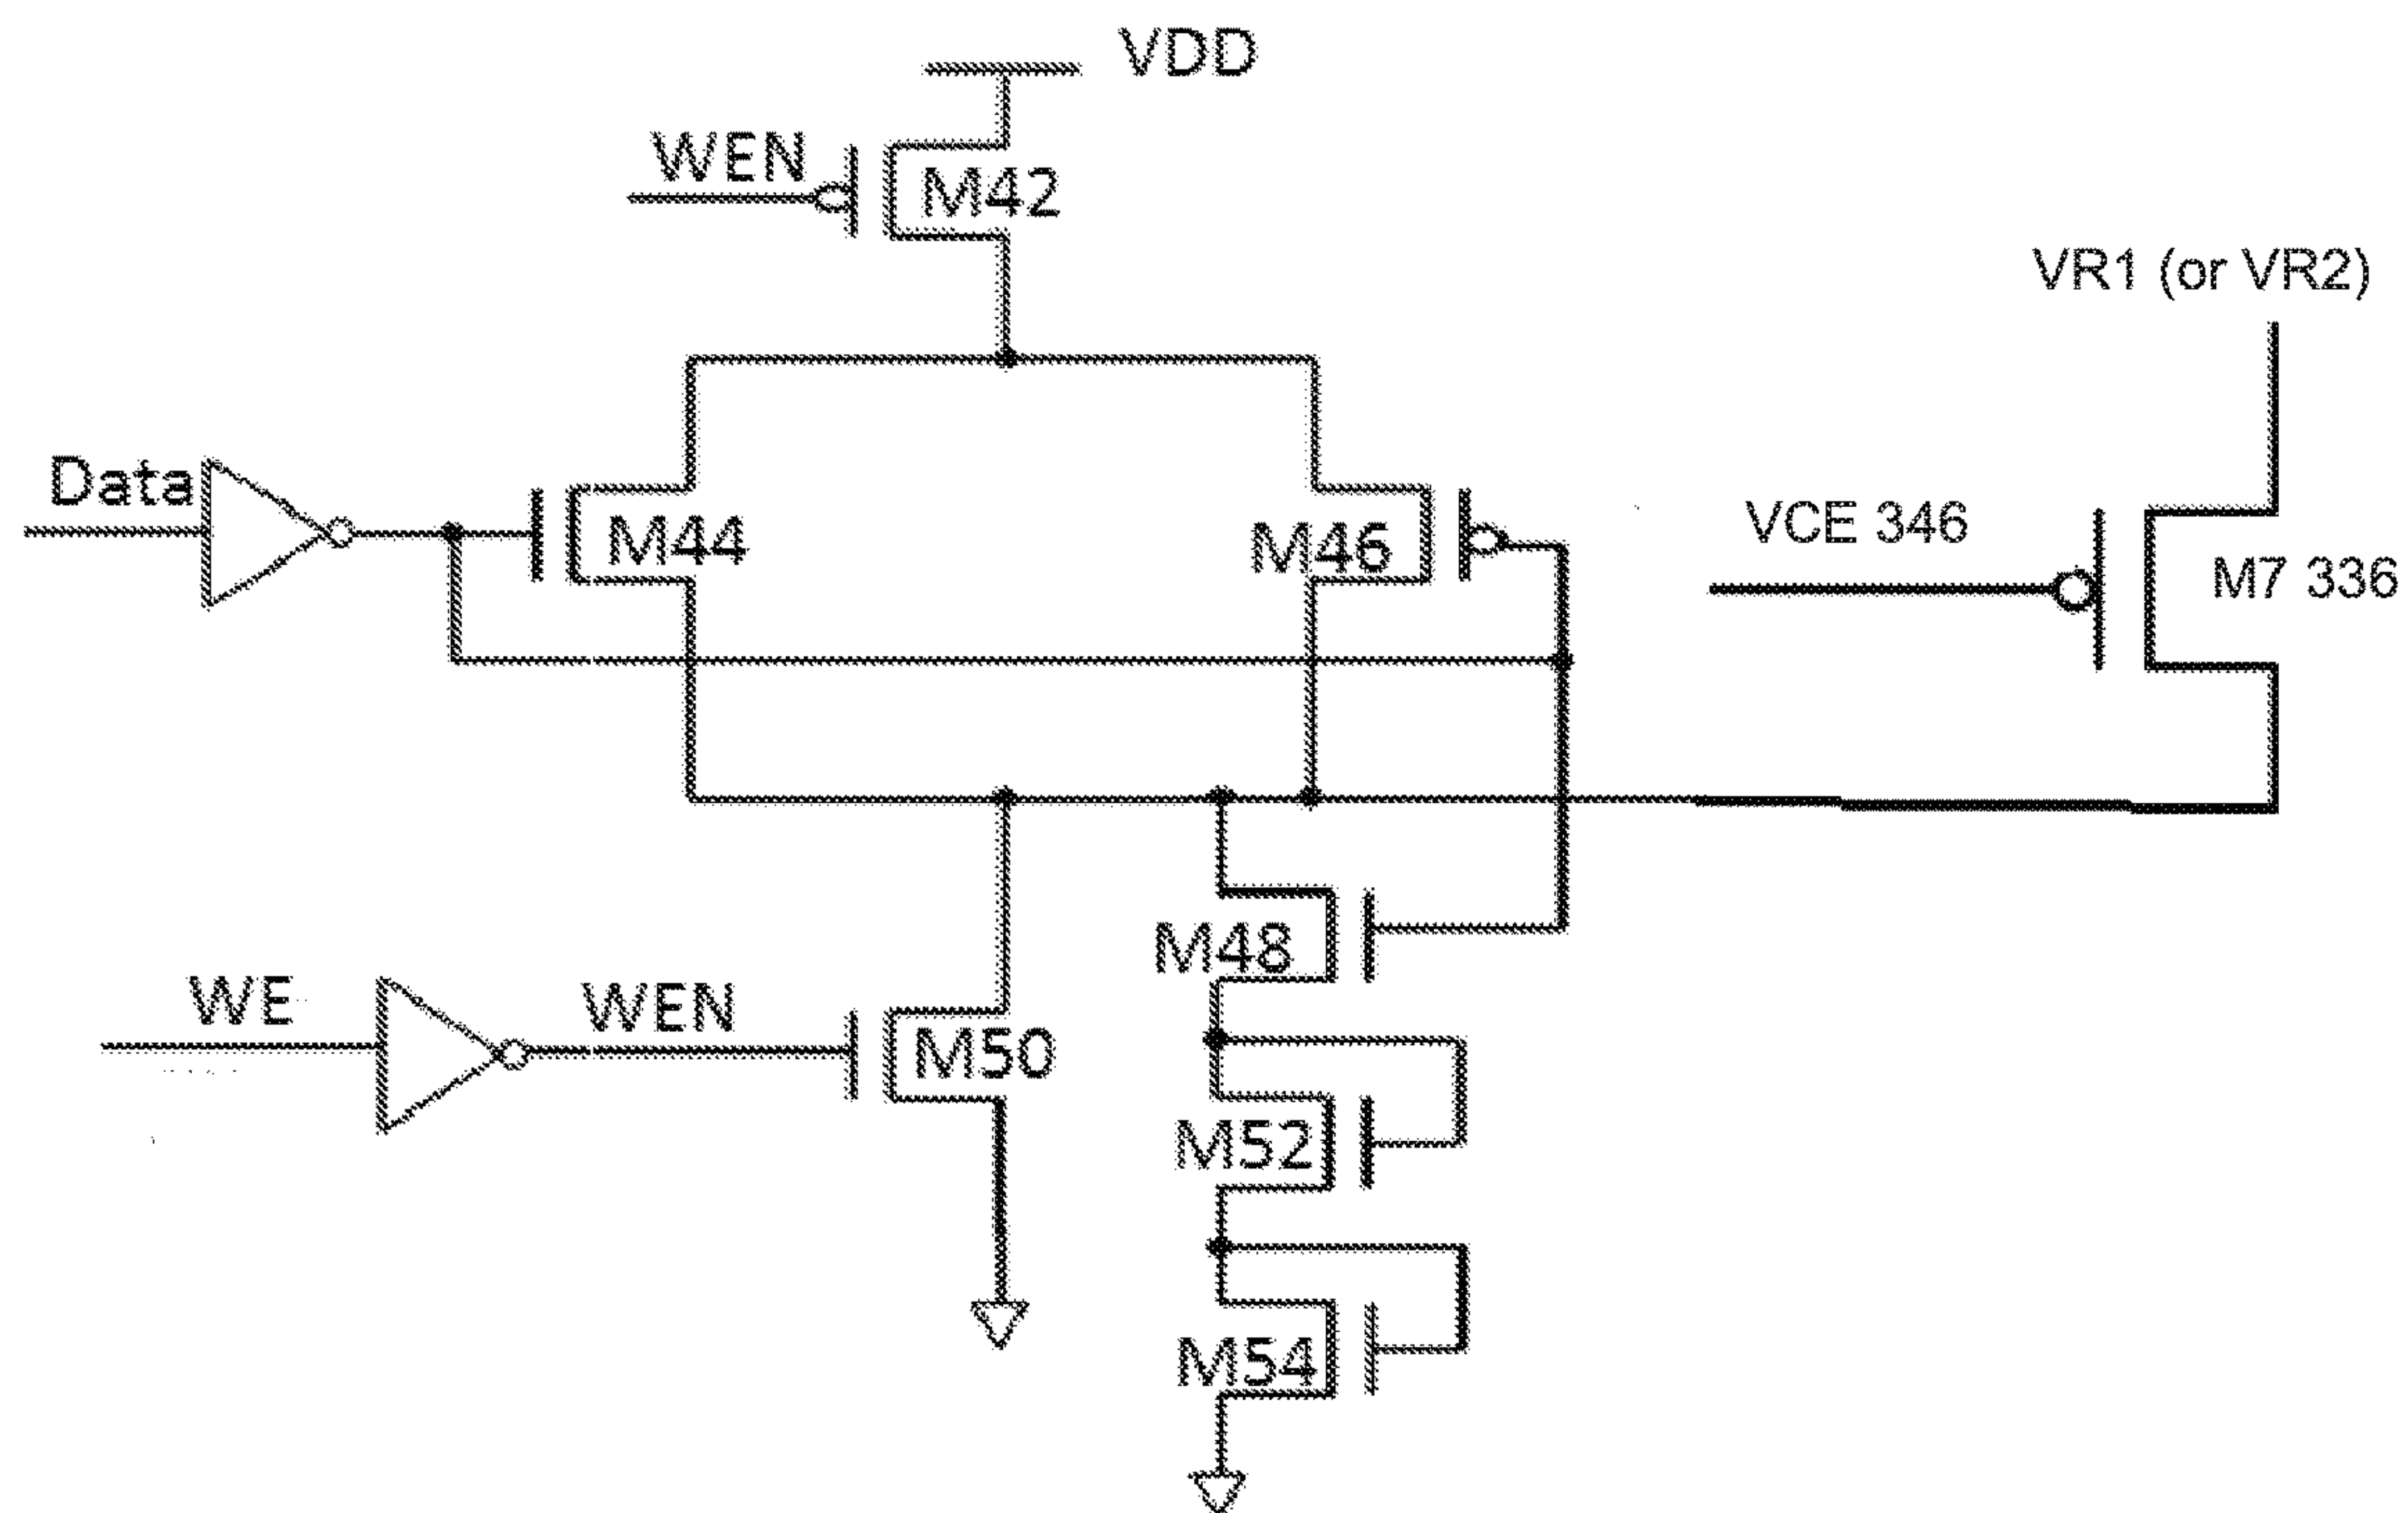 VDD
WEN
M42
VR1 (or VR2)
Data
M44
M46
VCE 346
M7 336
M48
WE
WEN
M50
M52
M54